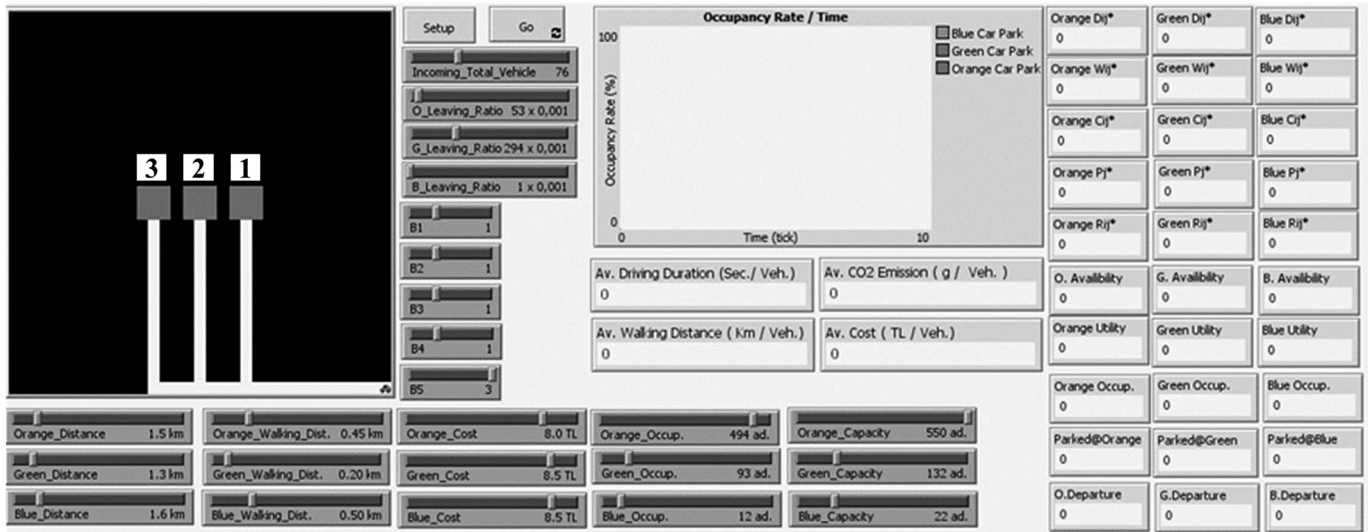 3 2 1
Setup
Go
Incoming_Total_Vehicle 76
O_Leaving_Ratio 53 x 0,001
G_Leaving_Ratio 294 x 0,001
B_Leaving_Ratio 1 x 0,001
B1 1
B2 1
B3 1
B4 1
B5 3
Occupancy Rate / Time
100
Occupancy Rate (%)
0
0
Time (tick)
10
Blue Car Park
Green Car Park
Orange Car Park
Av. Driving Duration (Sec./ Veh.)
0
Av. CO2 Emission ( g / Veh. )
0
Av. Walking Distance ( Km / Veh.)
0
Av. Cost ( TL / Veh.)
0
Orange Dij* Green Dij* Blue Dij*
0 0 0
Orange Wij* Green Wij* Blue Wij*
0 0 0
Orange Cij* Green Cij* Blue Cij*
0 0 0
Orange Pj* Green Pj* Blue Pj*
0 0 0
Orange Rij* Green Rij* Blue Rij*
0 0 0
O. Availibility G. Availibility B. Availibility
0 0 0
Orange Utility Green Utility Blue Utility
0 0 0
Orange Occup. Green Occup. Blue Occup.
0 0 0
Parked@Orange Parked@Green Parked@Blue
0 0 0
O.Departure G.Departure B.Departure
0 0 0
Orange_Distance 1.5 km Orange_Walking_Dist. 0.45 km Orange_Cost 8.0 TL Orange_Occup. 494 ad. Orange_Capacity 550 ad.
Green_Distance 1.3 km Green_Walking_Dist. 0.20 km Green_Cost 8.5 TL Green_Occup. 93 ad. Green_Capacity 132 ad.
Blue_Distance 1.6 km Blue_Walking_Dist. 0.50 km Blue_Cost 8.5 TL Blue_Occup. 12 ad. Blue_Capacity 22 ad.